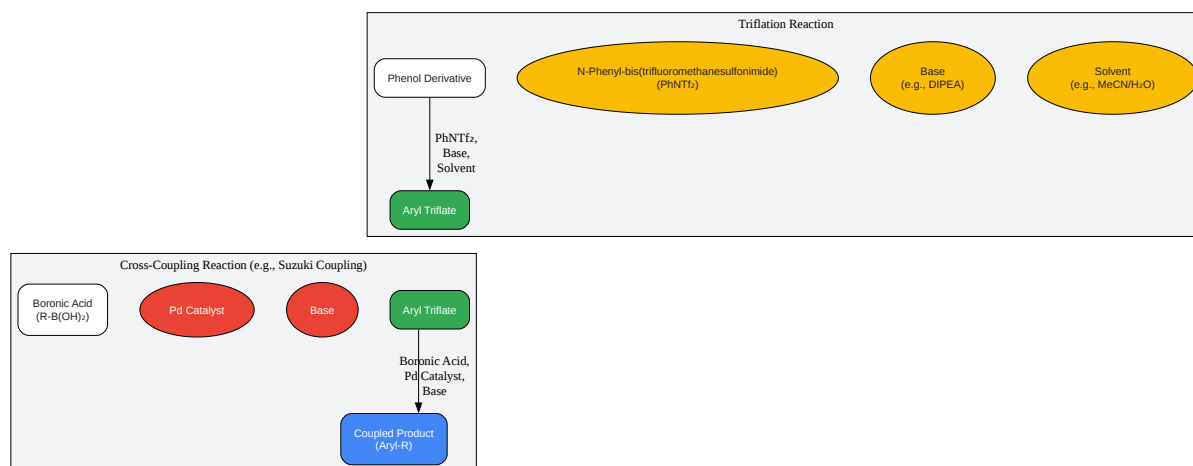 Triflation Reaction
Phenol Derivative
N-Phenyl-bis(trifluoromethanesulfonimide)
(PhNTf₂)
Base
(e.g., DIPEA)
Solvent
(e.g., MeCN/H₂O)
PhNTf₂,
Base,
Solvent
Aryl Triflate
Cross-Coupling Reaction (e.g., Suzuki Coupling)
Boronic Acid
(R-B(OH)₂)
Pd Catalyst
Base
Aryl Triflate
Boronic Acid,
Pd Catalyst,
Base
Coupled Product
(Aryl-R)